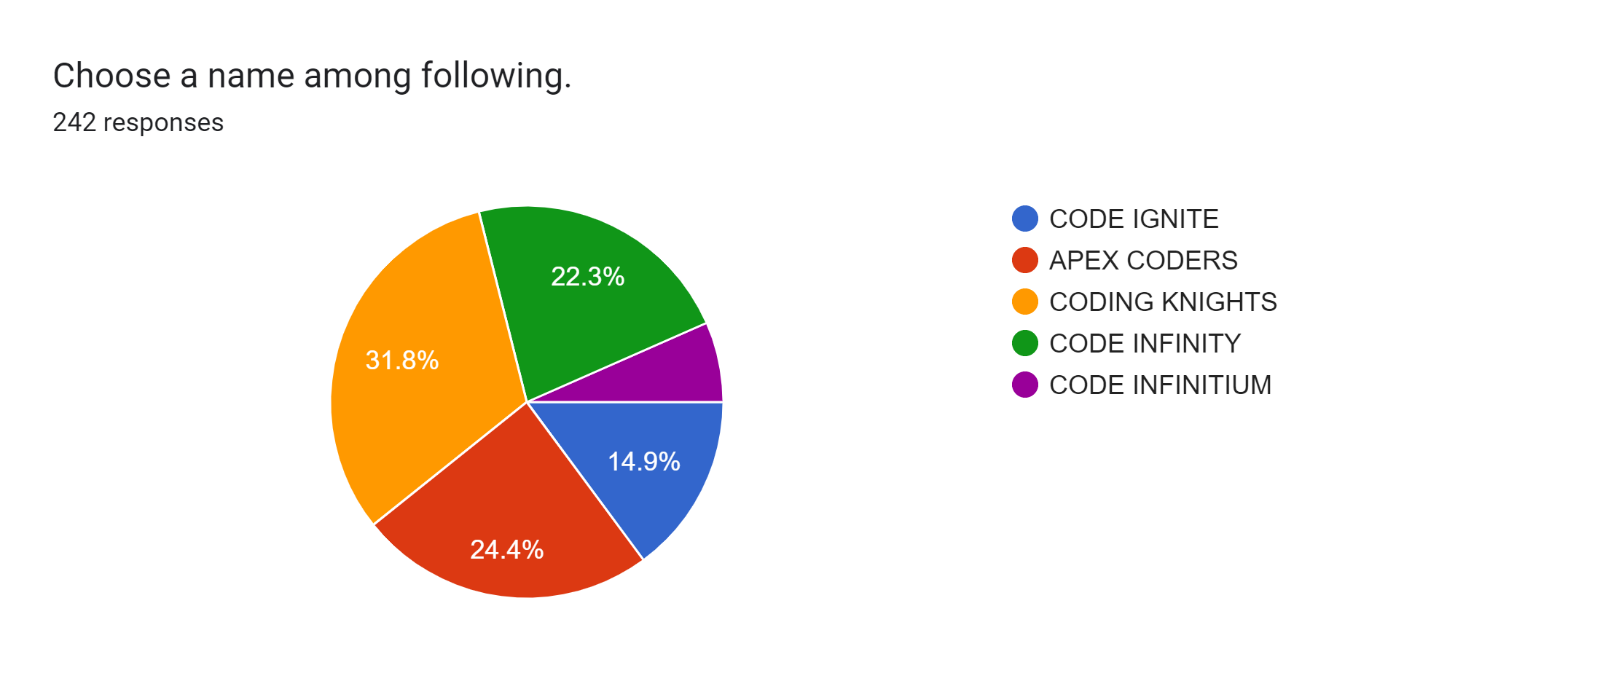 Choose a name among following.
242 responses
22.3%
31.8%
14.9%
24.4%
CODE IGNITE
APEX CODERS
CODING KNIGHTS
CODE INFINITY
CODE INFINITIUM